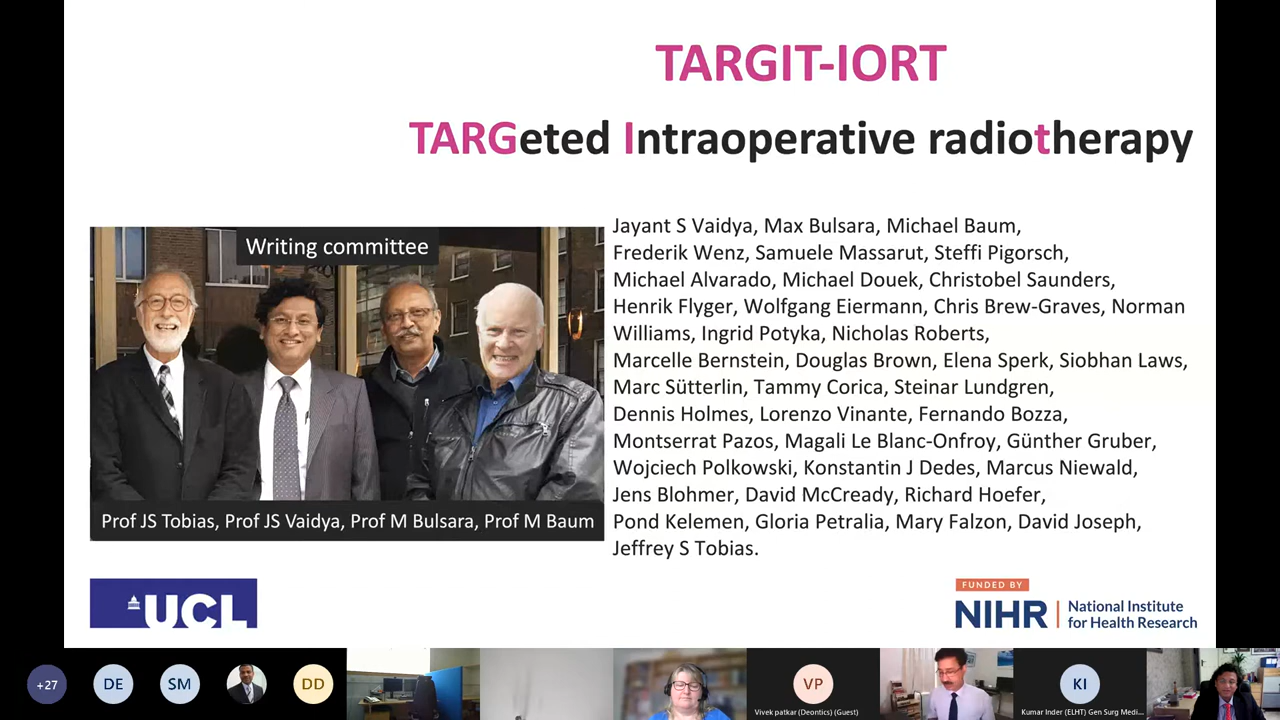 TARGIT-IORT
TARGeted Intraoperative radiotherapy
Writing committee
Prof JS Tobias, Prof JS Vaidya, Prof M Bulsara, Prof M Baum
Jayant S Vaidya, Max Bulsara, Michael Baum,
Frederik Wenz, Samuele Massarut, Steffi Pigorsch,
Michael Alvarado, Michael Douek, Christobel Saunders,
Henrik Flyger, Wolfgang Eiermann, Chris Brew-Graves, Norman
Williams, Ingrid Potyka, Nicholas Roberts,
Marcelle Bernstein, Douglas Brown, Elena Sperk, Siobhan Laws,
Marc Sütterlin, Tammy Corica, Steinar Lundgren,
Dennis Holmes, Lorenzo Vinante, Fernando Bozza,
Montserrat Pazos, Magali Le Blanc-Onfroy, Günther Gruber,
Wojciech Polkowski, Konstantin J Dedes, Marcus Niewald,
Jens Blohmer, David McCready, Richard Hoefer,
Pond Kelemen, Gloria Petralia, Mary Falzon, David Joseph,
Jeffrey S Tobias.
UCL
FUNDED BY
NIHR | National Institute
for Health Research
+27
DE
SM
DD
VP
Vivek patkar (Deontics) (Guest)
KI
Kumar Inder (ELHT) Gen Surg Medi...